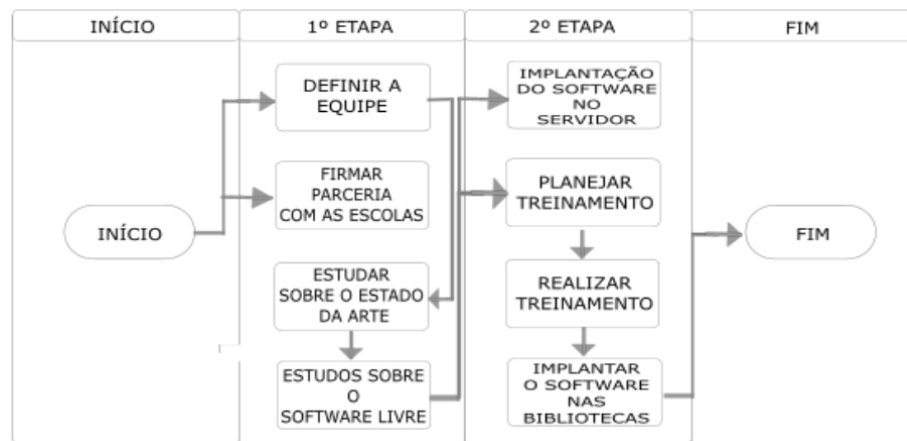 INÍCIO
1º ETAPA
2º ETAPA
FIM
INÍCIO
DEFINIR A
EQUIPE
FIRMAR
PARCERIA
COM AS ESCOLAS
ESTUDAR
SOBRE O ESTADO
DA ARTE
ESTUDOS SOBRE
O
SOFTWARE LIVRE
IMPLANTAÇÃO
DO SOFTWARE
NO
SERVIDOR
PLANEJAR
TREINAMENTO
REALIZAR
TREINAMENTO
IMPLANTAR
O SOFTWARE
NAS
BIBLIOTECAS
FIM